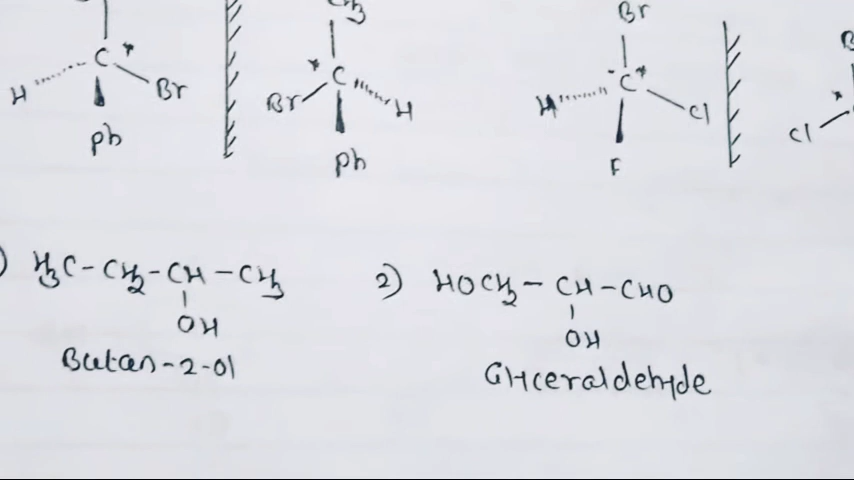 CH3
Br
C*
Br
H
Ph
*C
Br
H
Ph
C*
H
Cl
F
B
*
Cl
) H3C-CH2-CH-CH3
OH
Butan-2-ol
2) HOCH2-CH-CHO
OH
Glyceraldehyde